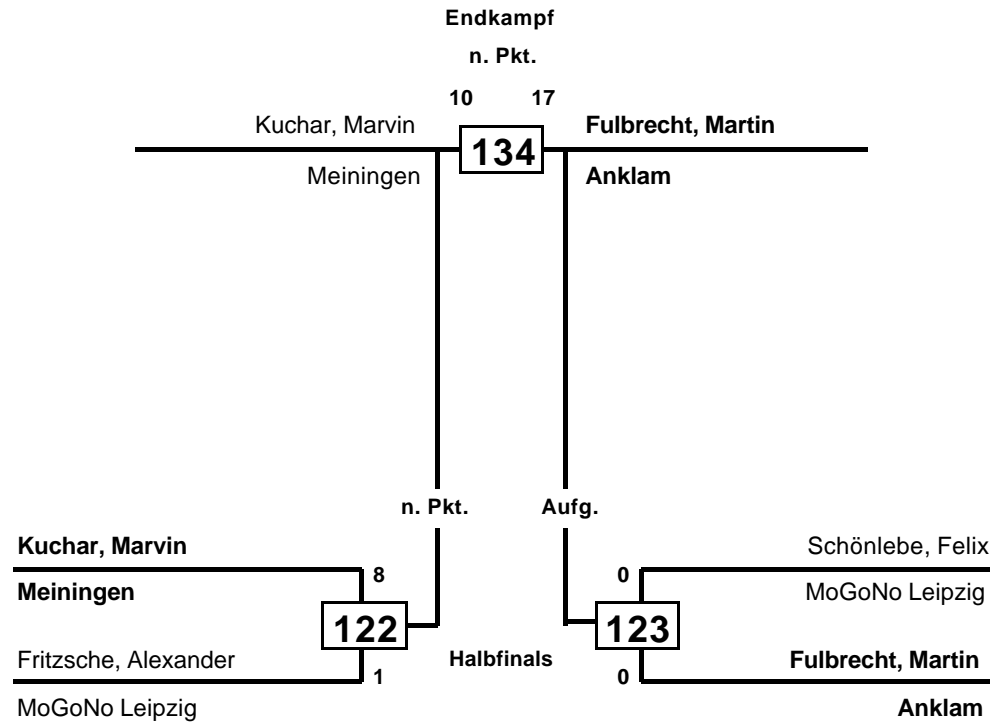 Endkampf
n. Pkt.
10 17
Kuchar, Marvin 134 Fulbrecht, Martin
Meiningen Anklam
n. Pkt. Aufg.
Kuchar, Marvin Schönlebe, Felix
8 0
Meiningen MoGoNo Leipzig
122 123
Fritzsche, Alexander Halbfinals Fulbrecht, Martin
1 0
MoGoNo Leipzig Anklam